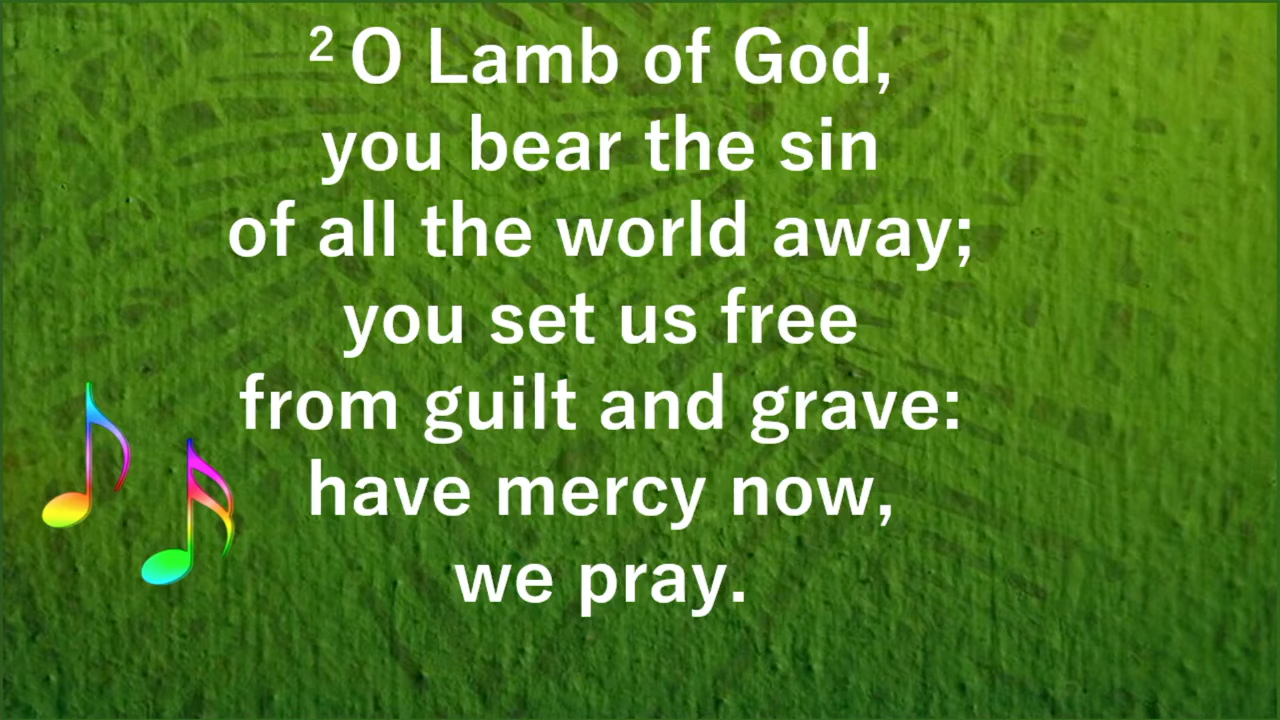 ² O Lamb of God,
you bear the sin
of all the world away;
you set us free
from guilt and grave:
have mercy now,
we pray.